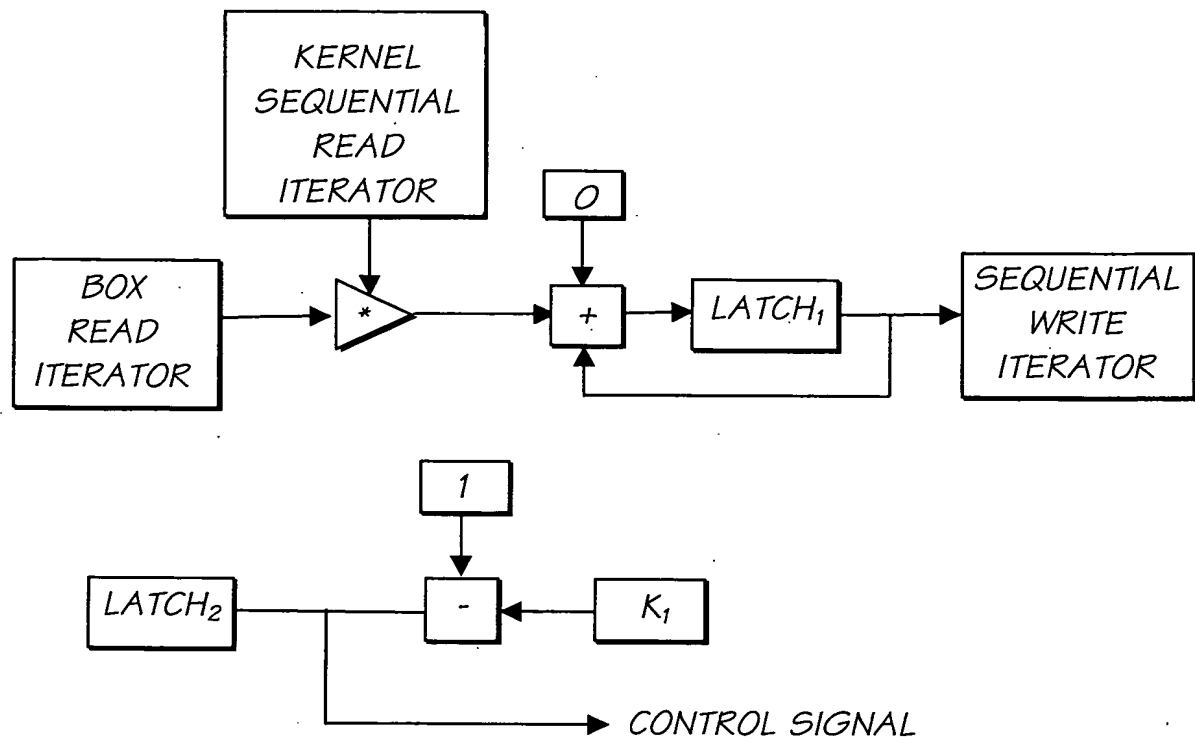 KERNEL
SEQUENTIAL
READ
ITERATOR
0
BOX
READ
ITERATOR
*
+
LATCH₁
SEQUENTIAL
WRITE
ITERATOR
1
LATCH₂
-
K₁
CONTROL SIGNAL